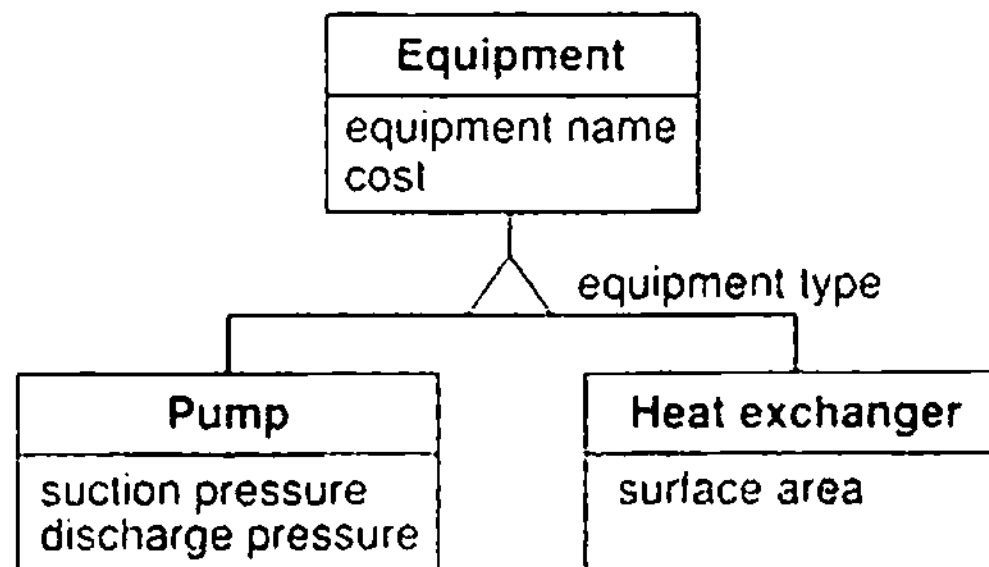 Equipment
equipment name
cost
equipment type
Pump
suction pressure
discharge pressure
Heat exchanger
surface area